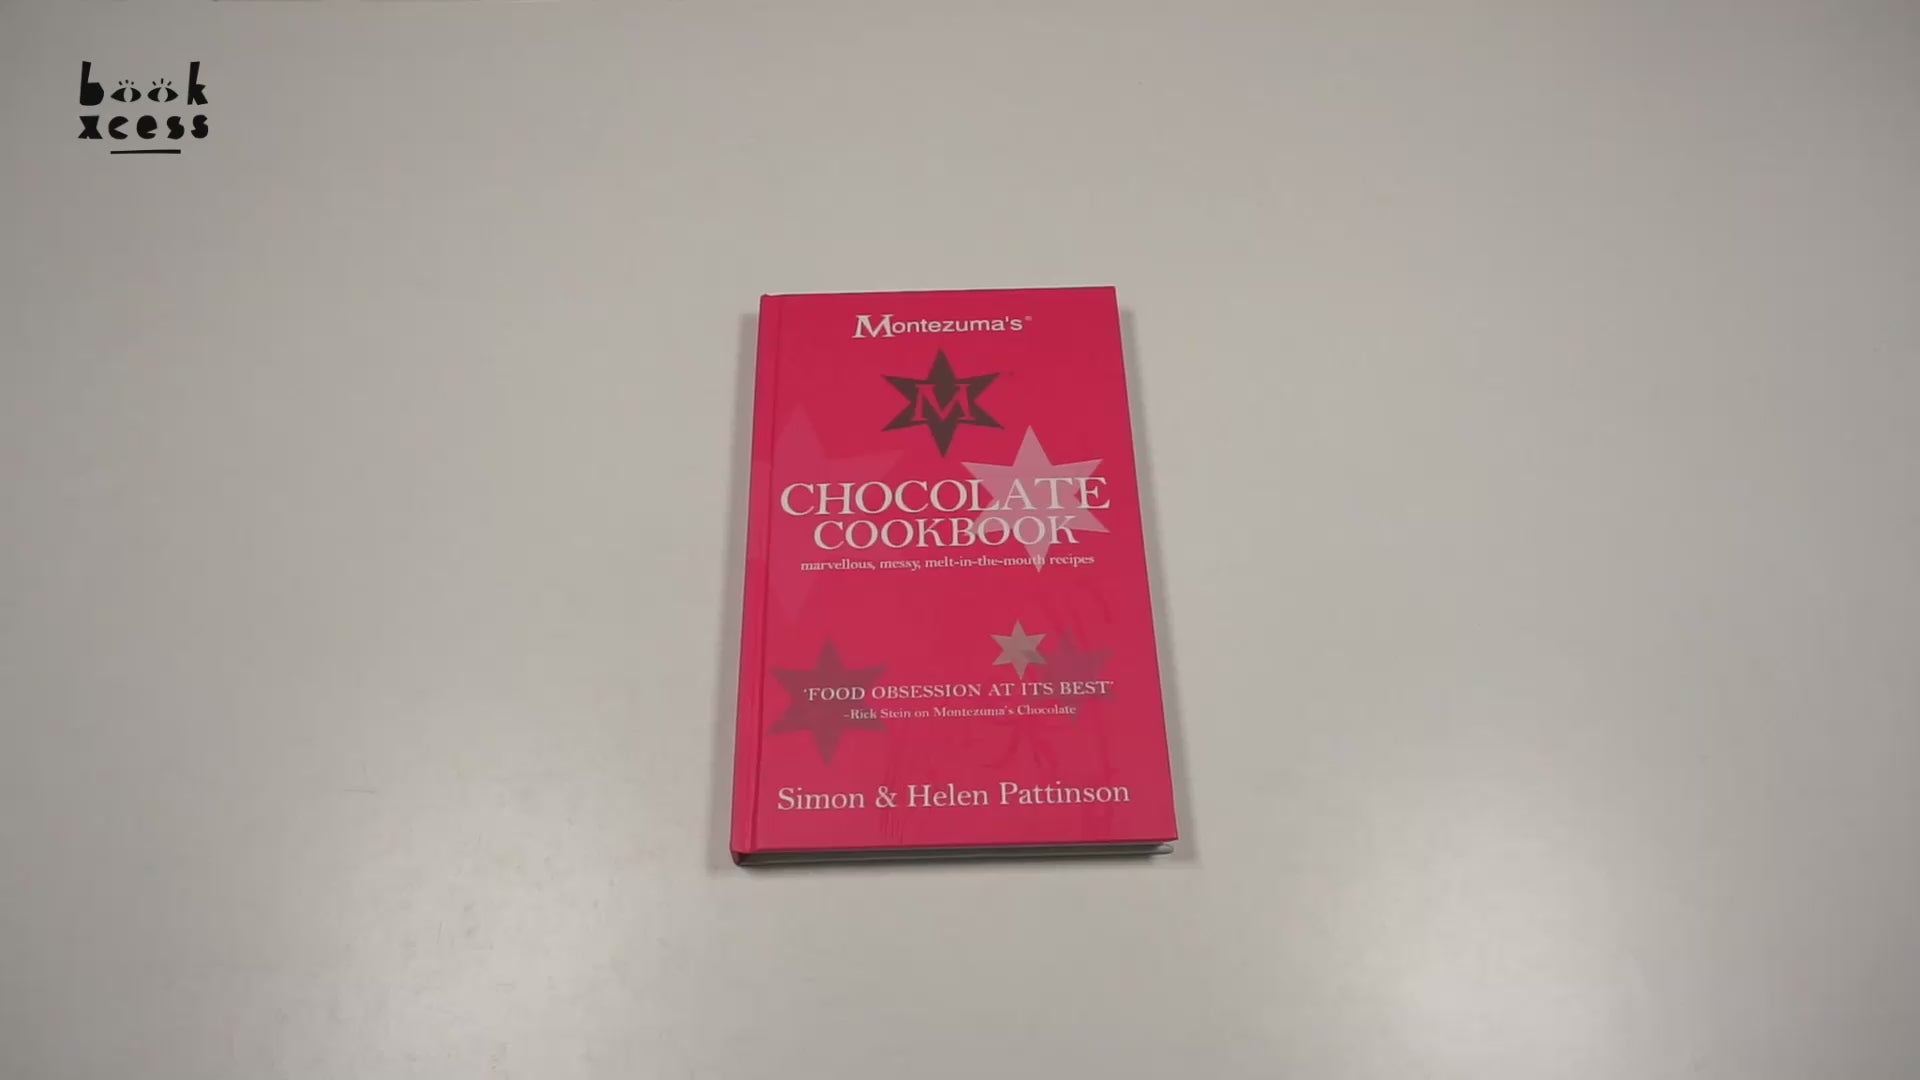 book
xcess
Montezuma's®
M
CHOCOLATE
COOKBOOK
marvellous, messy, melt-in-the-mouth recipes
'FOOD OBSESSION AT ITS BEST'
-Rick Stein on Montezuma's Chocolate
Simon & Helen Pattinson